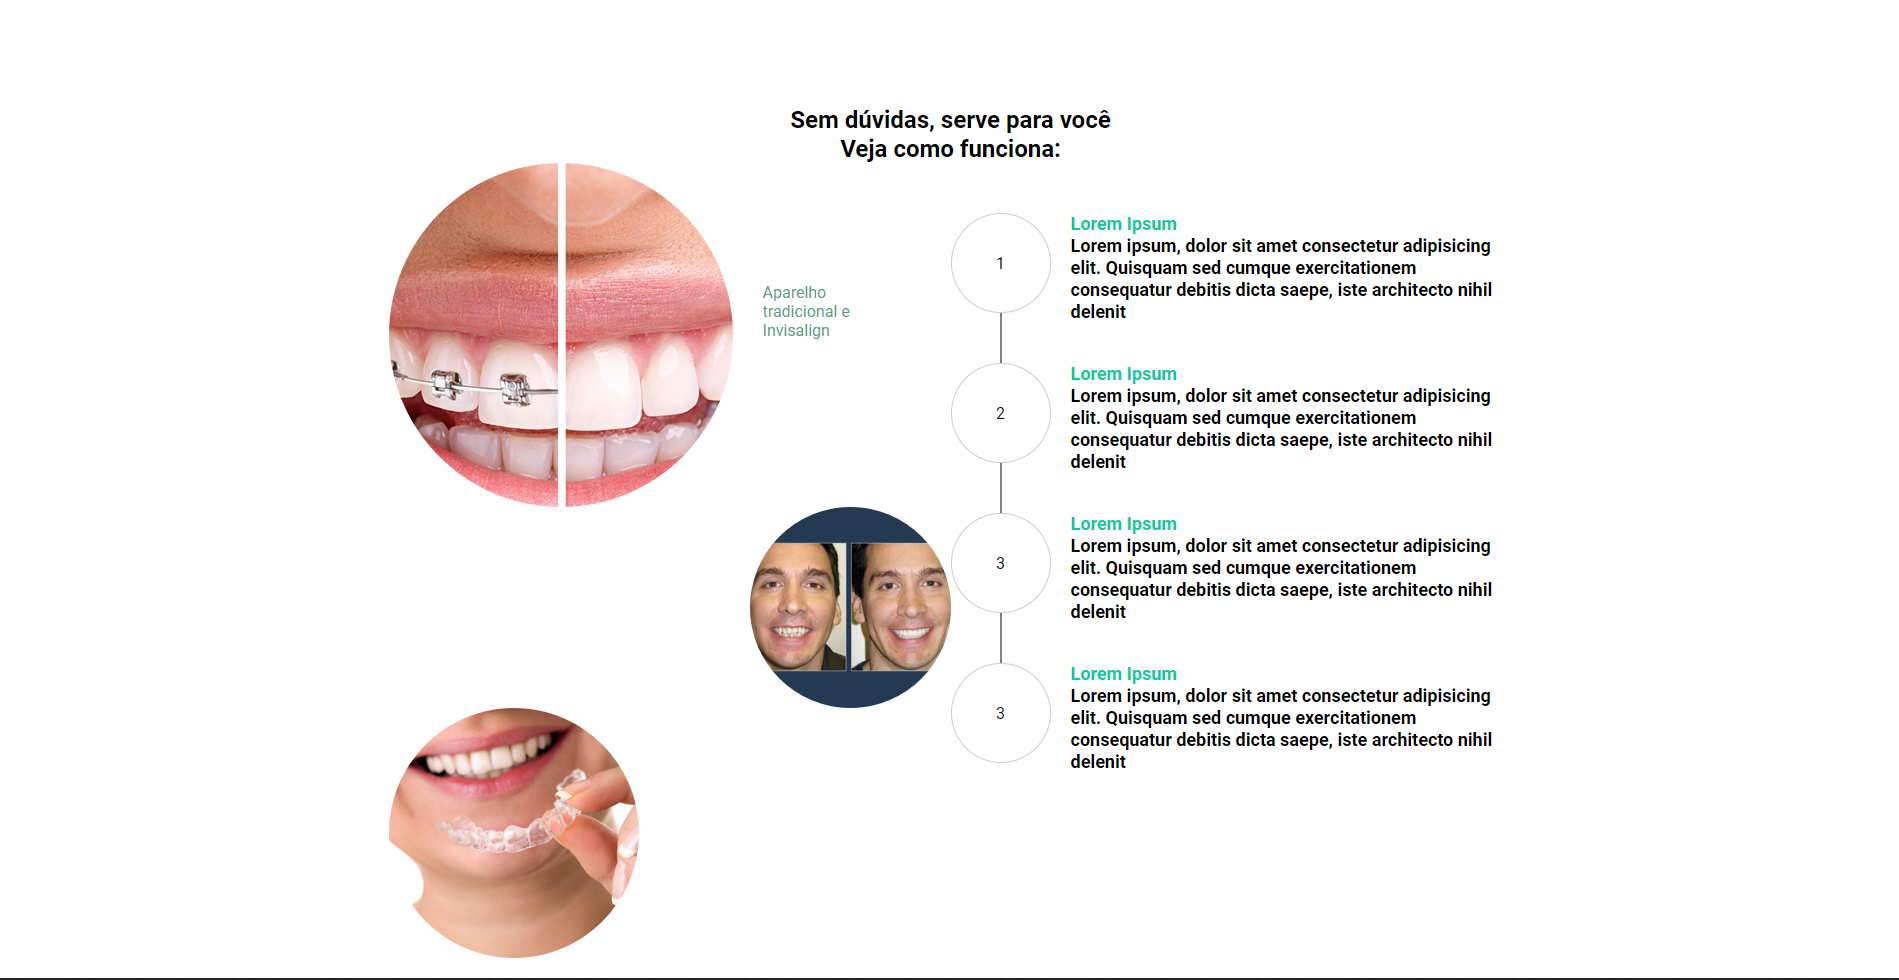 Sem dúvidas, serve para você
Veja como funciona:
Aparelho
tradicional e
Invisalign
1
Lorem Ipsum
Lorem ipsum, dolor sit amet consectetur adipisicing
elit. Quisquam sed cumque exercitationem
consequatur debitis dicta saepe, iste architecto nihil
delenit
2
Lorem Ipsum
Lorem ipsum, dolor sit amet consectetur adipisicing
elit. Quisquam sed cumque exercitationem
consequatur debitis dicta saepe, iste architecto nihil
delenit
3
Lorem Ipsum
Lorem ipsum, dolor sit amet consectetur adipisicing
elit. Quisquam sed cumque exercitationem
consequatur debitis dicta saepe, iste architecto nihil
delenit
3
Lorem Ipsum
Lorem ipsum, dolor sit amet consectetur adipisicing
elit. Quisquam sed cumque exercitationem
consequatur debitis dicta saepe, iste architecto nihil
delenit